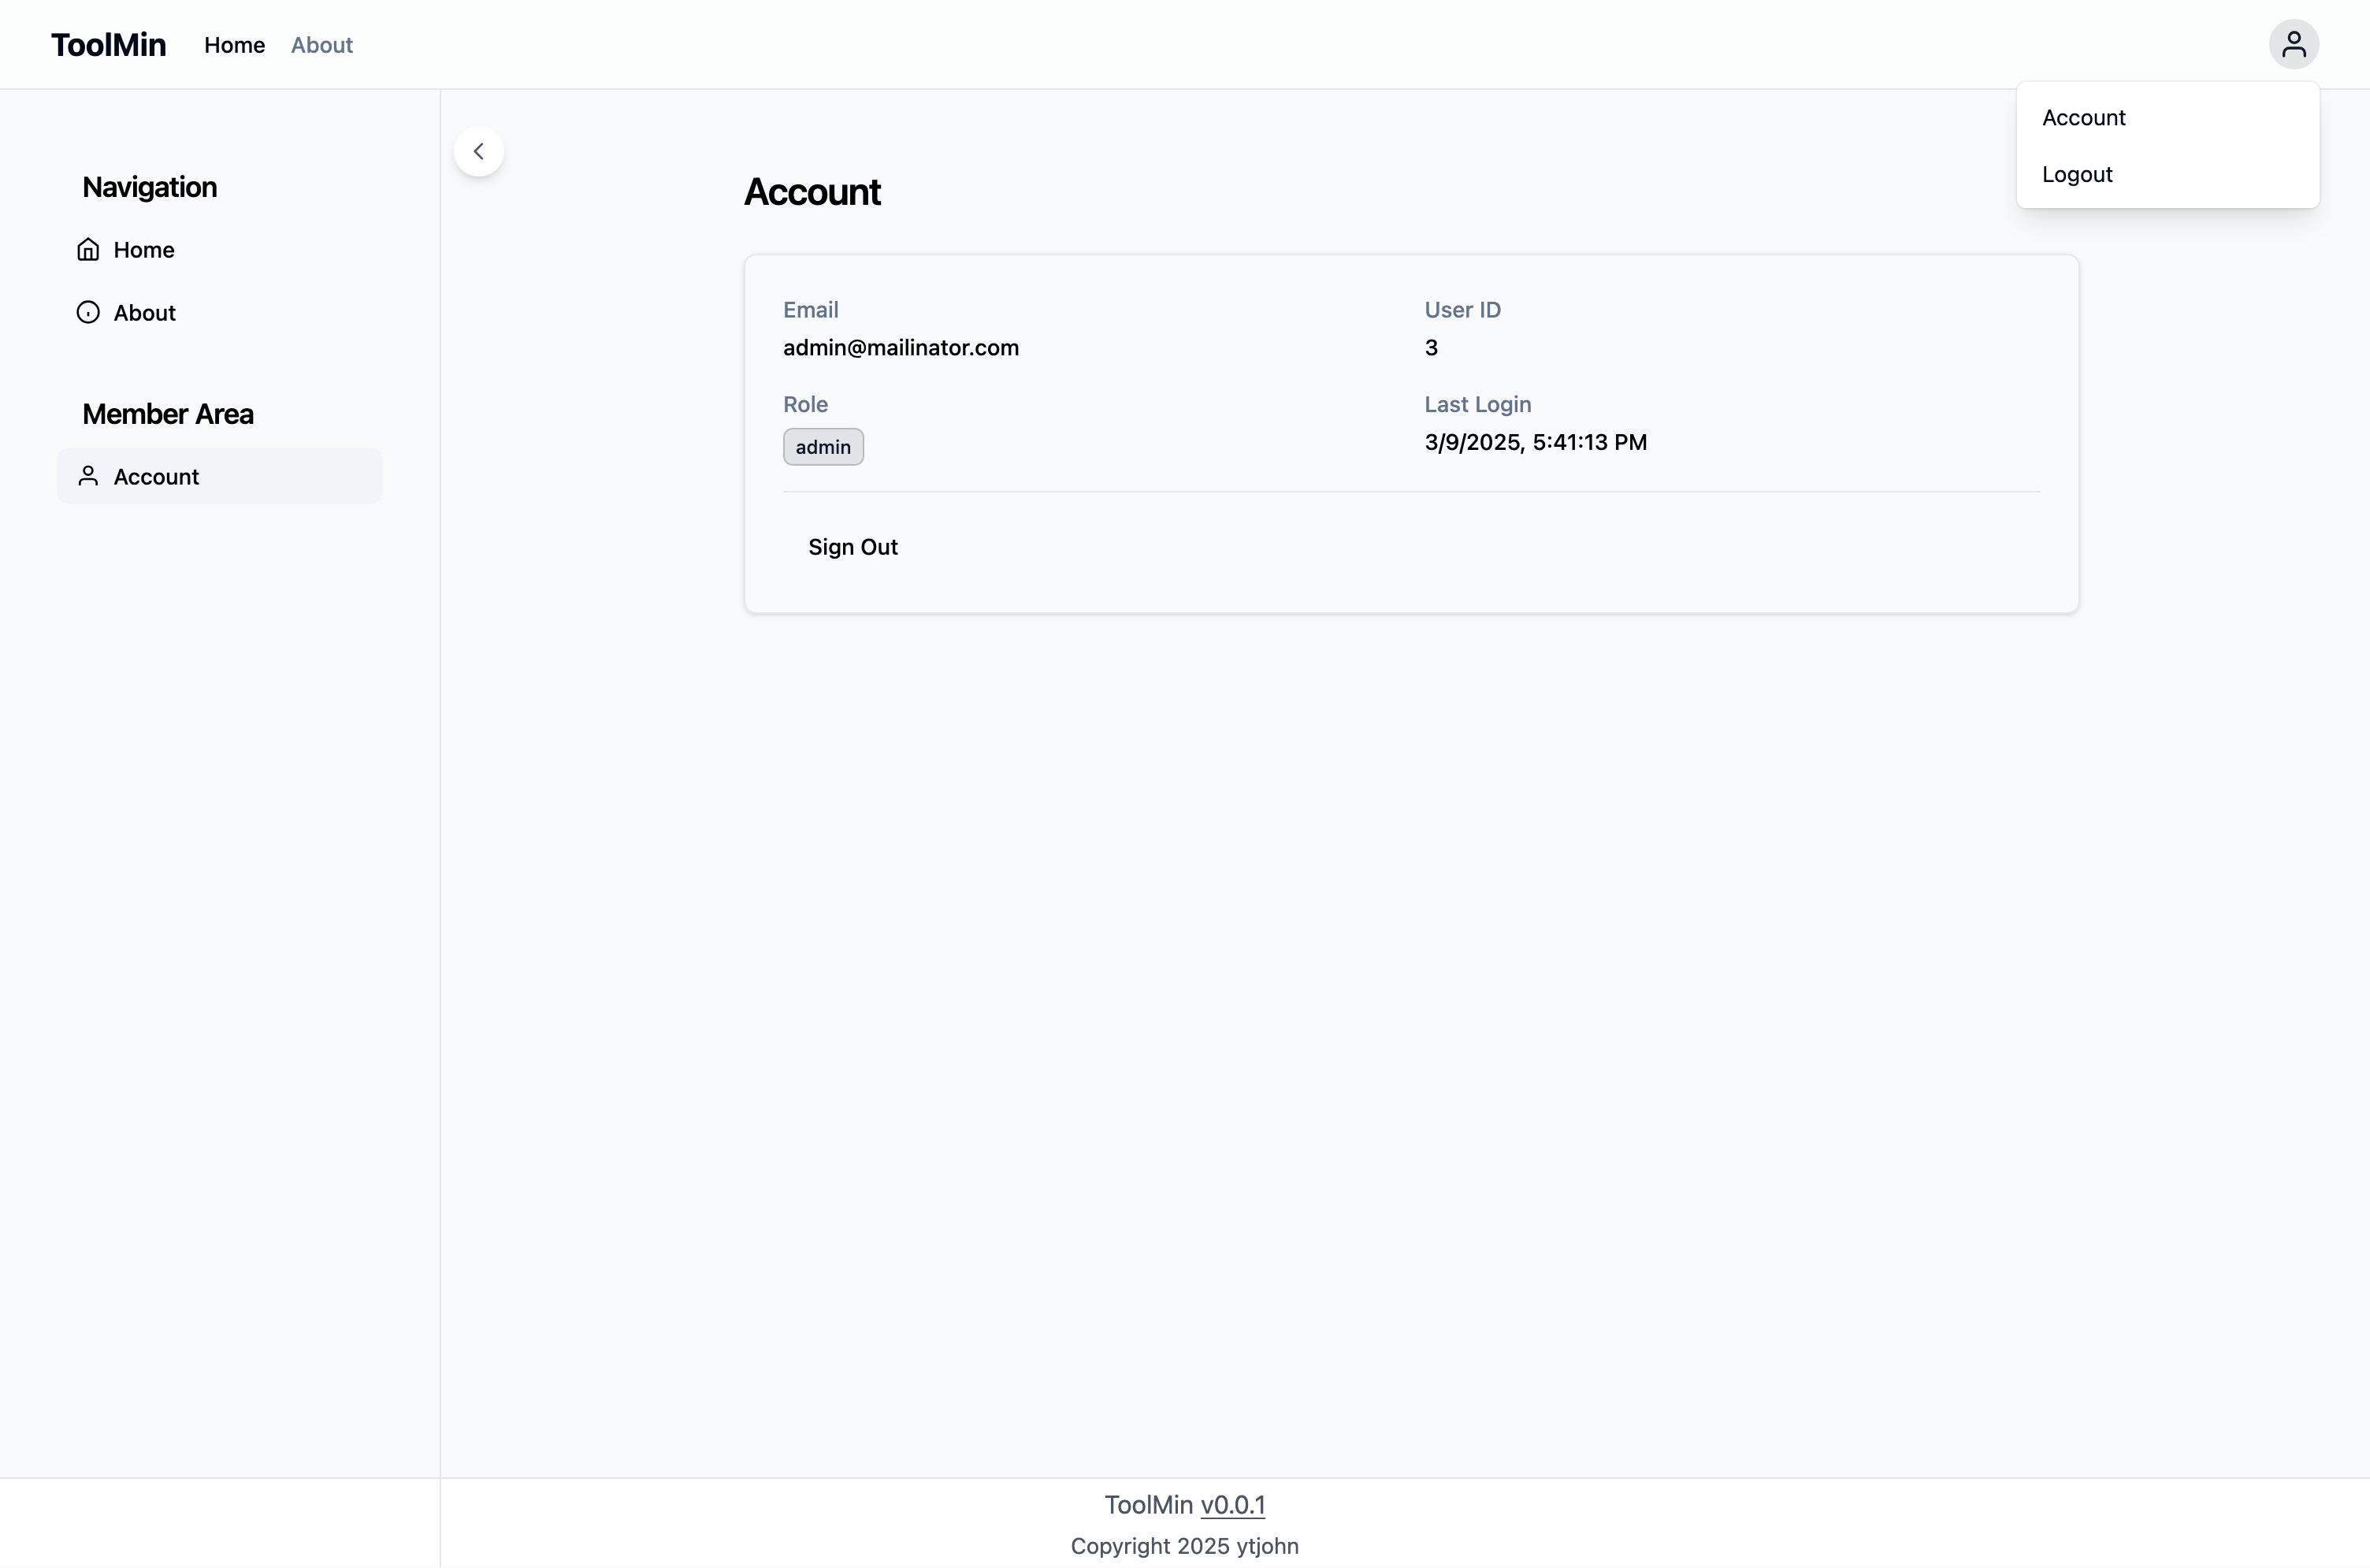 ToolMin Home About
Account
Logout
Navigation
Home
About
Member Area
Account
Account
Email
admin@mailinator.com
User ID
3
Role
admin
Last Login
3/9/2025, 5:41:13 PM
Sign Out
ToolMin v0.0.1
Copyright 2025 ytjohn